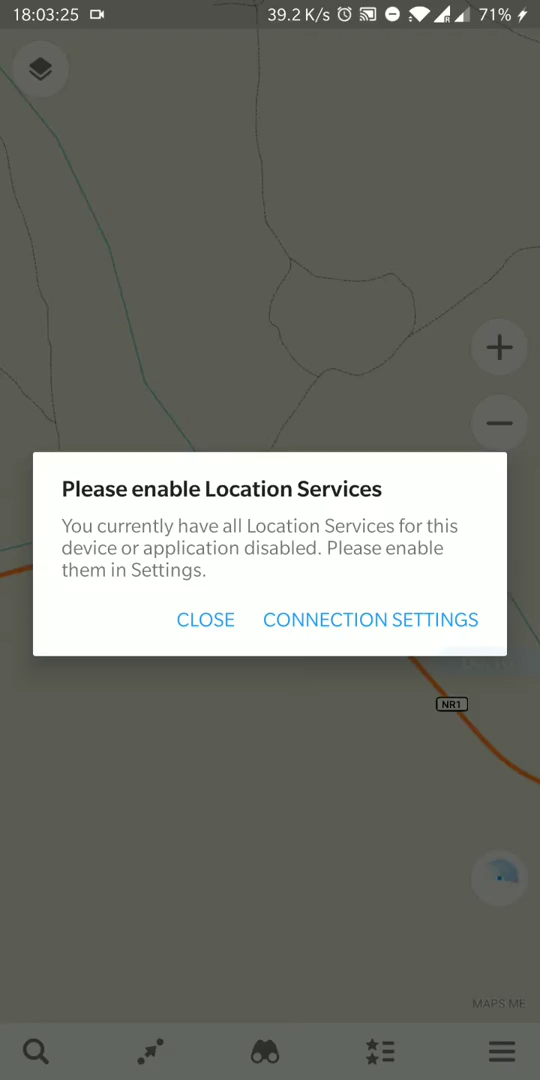 18:03:25 39.2 K/s R 71%
Please enable Location Services
You currently have all Location Services for this
device or application disabled. Please enable
them in Settings.
CLOSE CONNECTION SETTINGS
NR1
MAPS.ME